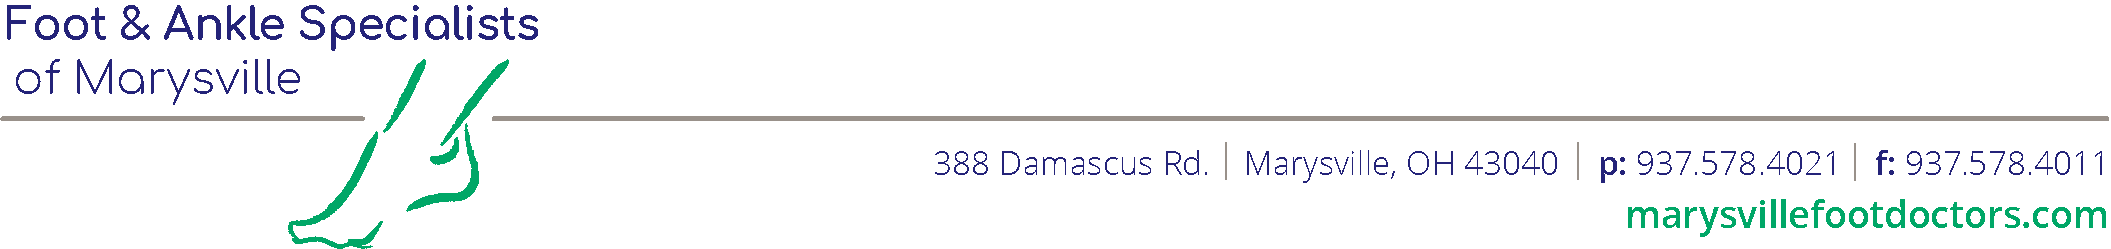 Foot & Ankle Specialists
of Marysville
388 Damascus Rd. | Marysville, OH 43040 | p: 937.578.4021 | f: 937.578.4011
marysvillefootdoctors.com